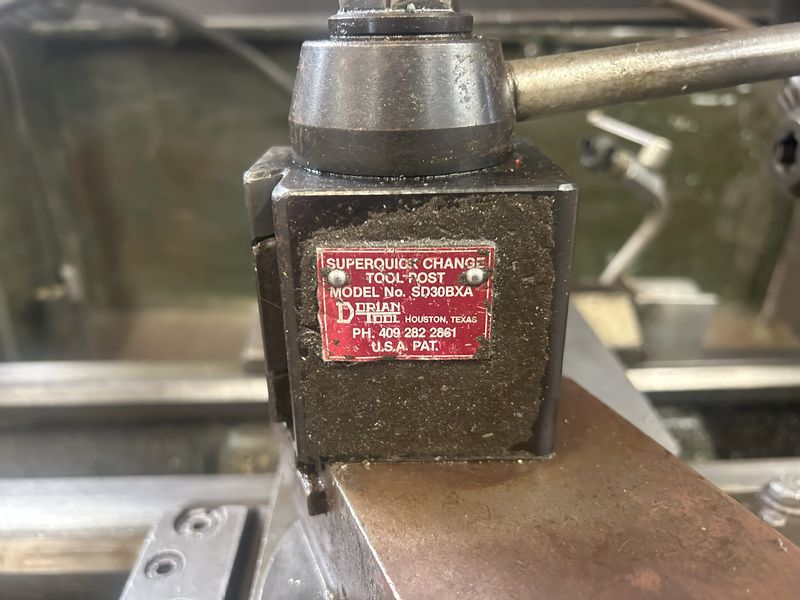 SUPERQUICK CHANGE
TOOL POST
MODEL No. SD30BXA
DORIAN TOOL HOUSTON, TEXAS
PH. 409 282 2861
U.S.A. PAT.